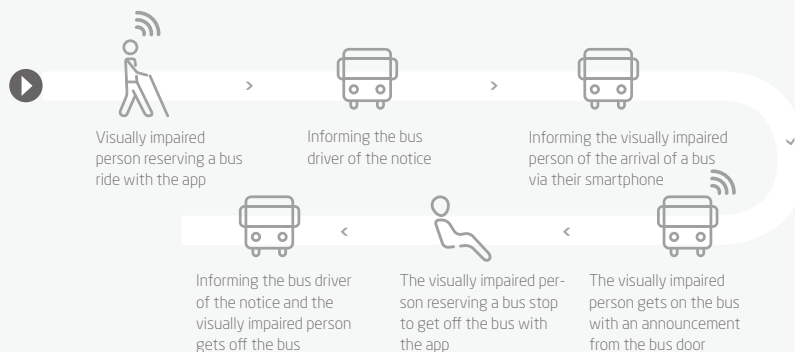 Visually impaired
person reserving a bus
ride with the app
Informing the bus
driver of the notice
Informing the visually impaired
person of the arrival of a bus
via their smartphone
The visually impaired
person gets on the bus
with an announcement
from the bus door
The visually impaired per-
son reserving a bus stop
to get off the bus with
the app
Informing the bus driver
of the notice and the
visually impaired person
gets off the bus